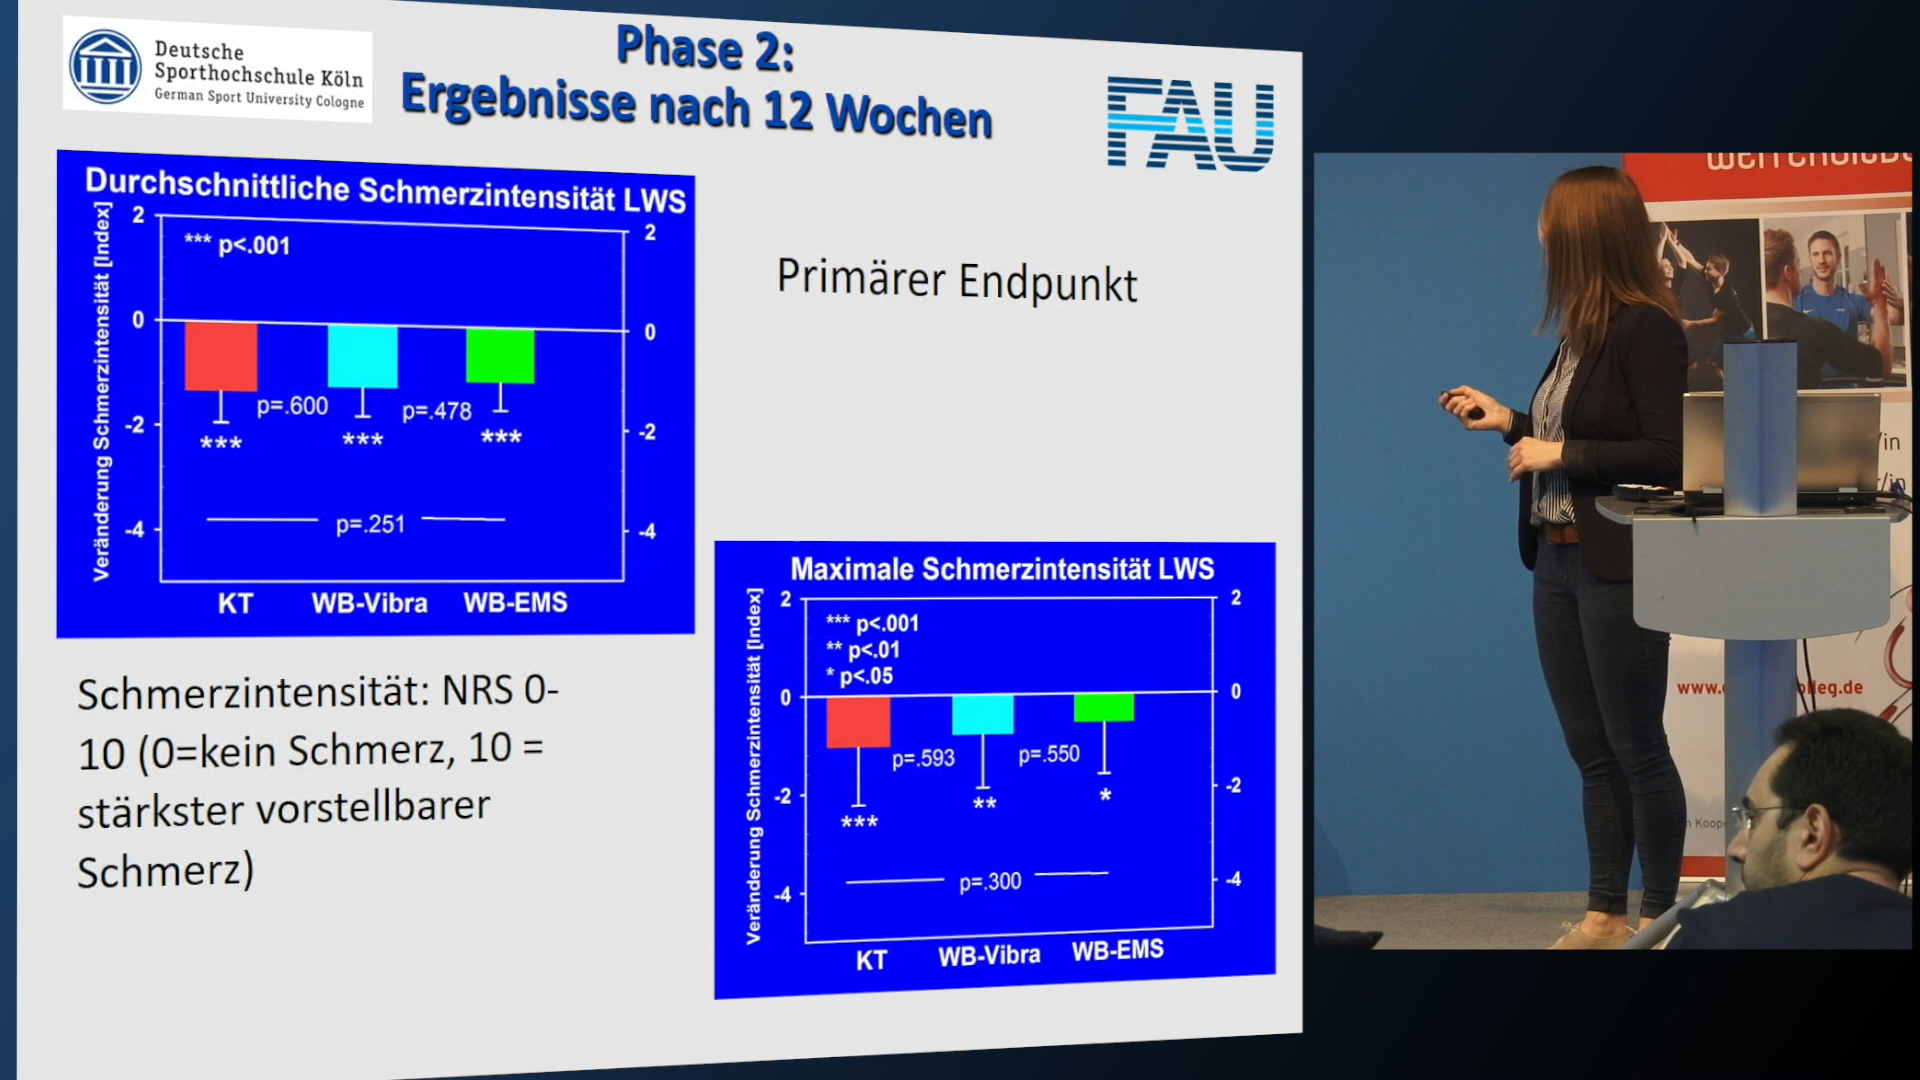 Deutsche
Sporthochschule Köln
German Sport University Cologne
Phase 2:
Ergebnisse nach 12 Wochen
FAU
Durchschnittliche Schmerzintensität LWS
Veränderung Schmerzintensität [Index]
2
0
-2
-4
*** p<.001
2
0
-2
-4
p=.600
p=.478
***
***
***
p=.251
KT WB-Vibra WB-EMS
Primärer Endpunkt
Schmerzintensität: NRS 0-
10 (0=kein Schmerz, 10 =
stärkster vorstellbarer
Schmerz)
Maximale Schmerzintensität LWS
Veränderung Schmerzintensität [Index]
2
0
-2
-4
*** p<.001
** p<.01
* p<.05
2
0
-2
-4
p=.593
p=.550
***
**
*
p=.300
KT WB-Vibra WB-EMS
/in
/in
www.
lleg.de
n Koop